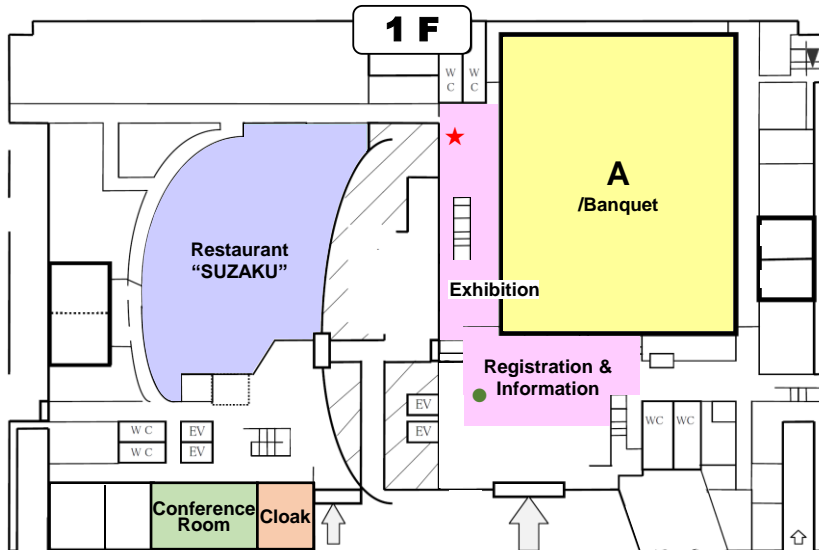 1 F
W
C
W
C
A
/Banquet
Restaurant
“SUZAKU”
Exhibition
Registration &
Information
EV
EV
W C
W C
EV
EV
WC
WC
Conference
Room
Cloak